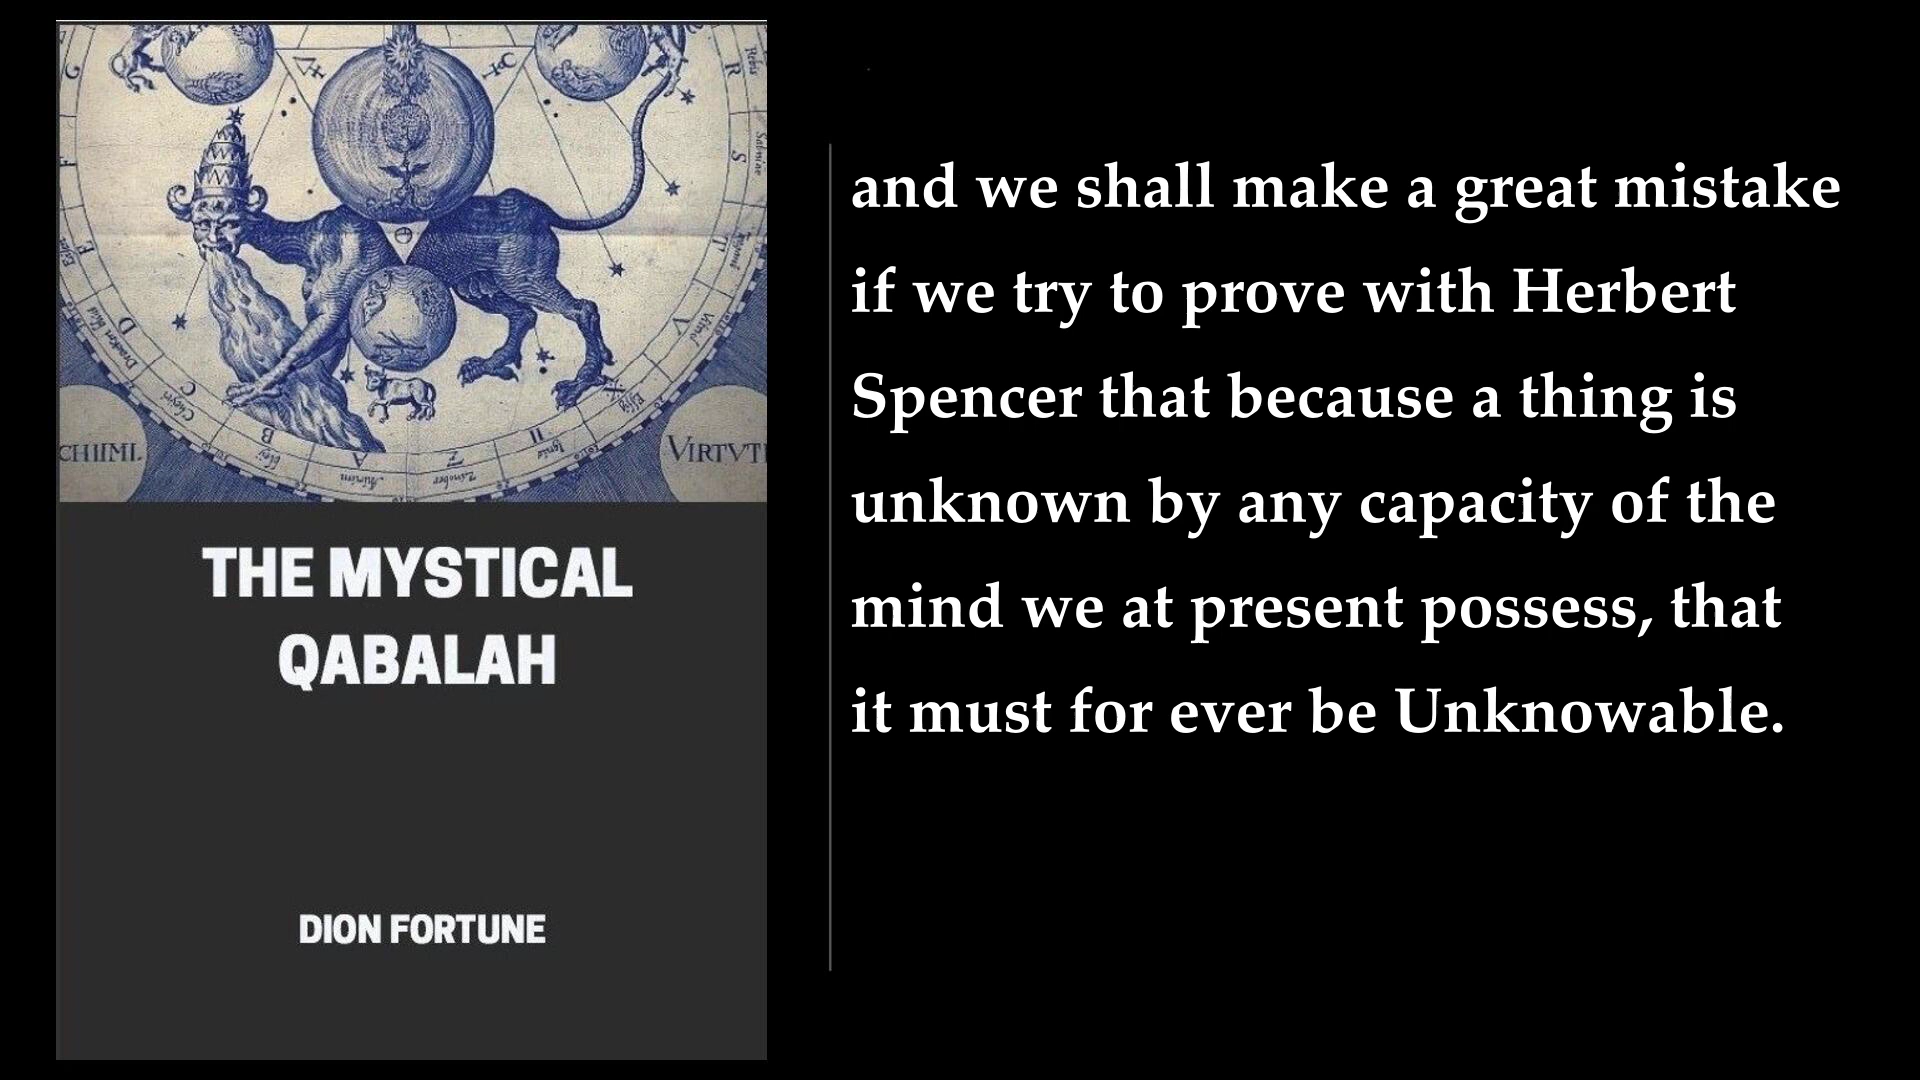 CHIIMI.
VIRTVT
THE MYSTICAL
QABALAH
DION FORTUNE
and we shall make a great mistake
if we try to prove with Herbert
Spencer that because a thing is
unknown by any capacity of the
mind we at present possess, that
it must for ever be Unknowable.